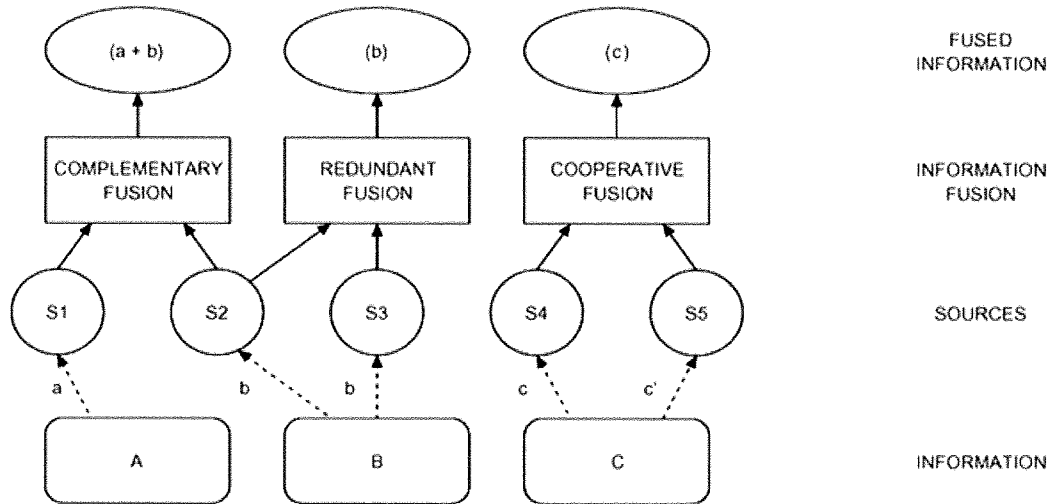 (a + b)
(b)
(c)
FUSED
INFORMATION
COMPLEMENTARY
FUSION
REDUNDANT
FUSION
COOPERATIVE
FUSION
INFORMATION
FUSION
S1
S2
S3
S4
S5
SOURCES
a
b
b
c
c'
A
B
C
INFORMATION